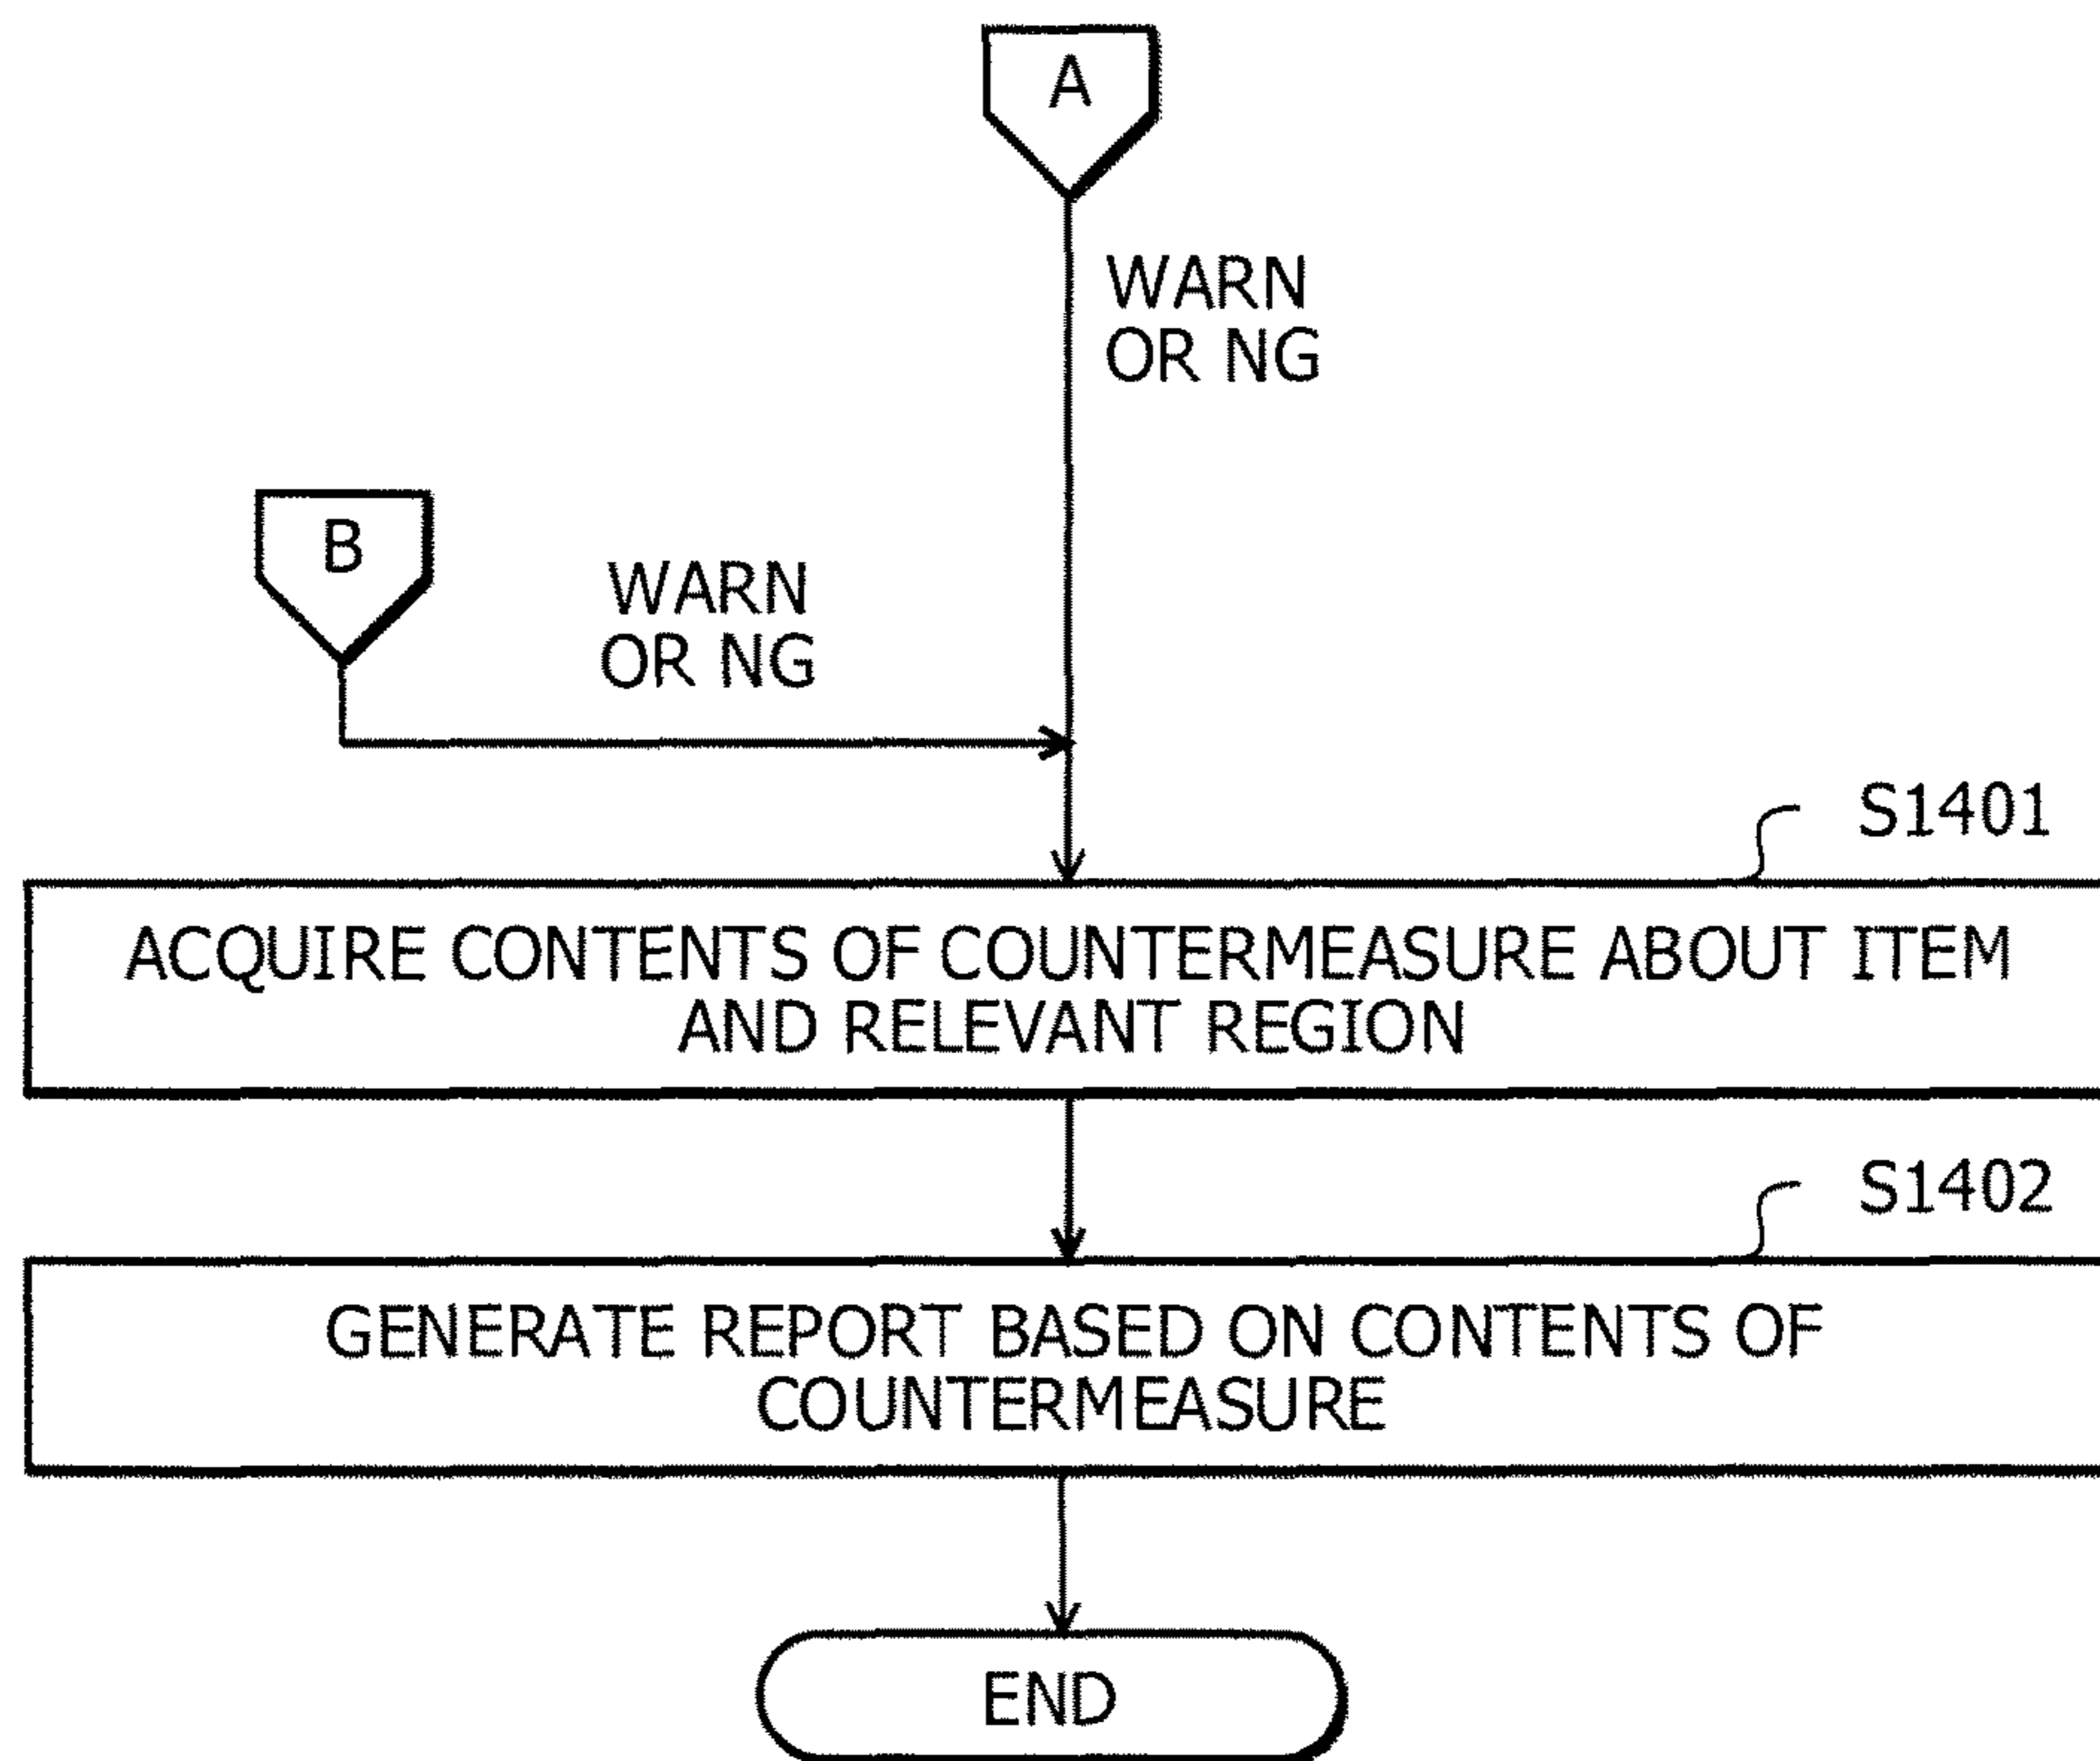 A
WARN
OR NG
B
WARN
OR NG
S1401
ACQUIRE CONTENTS OF COUNTERMEASURE ABOUT ITEM
AND RELEVANT REGION
S1402
GENERATE REPORT BASED ON CONTENTS OF
COUNTERMEASURE
END